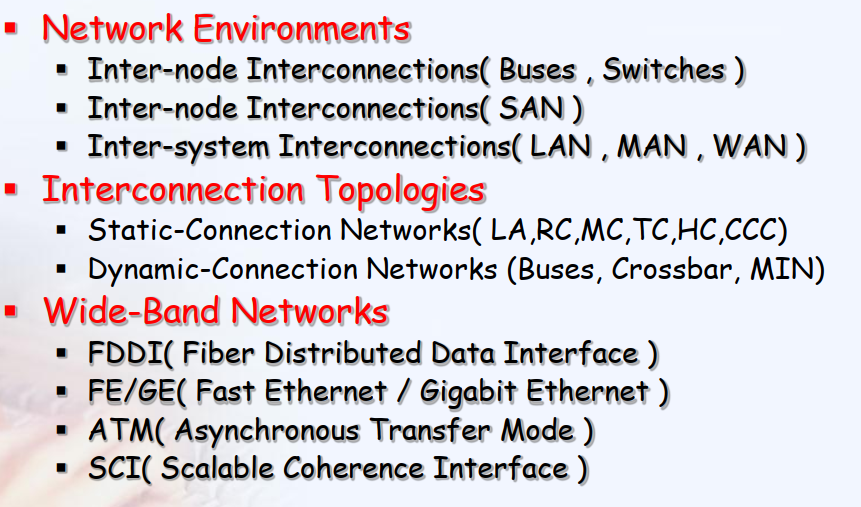 Network Environments
Inter-node Interconnections( Buses , Switches )
Inter-node Interconnections( SAN )
Inter-system Interconnections( LAN , MAN , WAN )
Interconnection Topologies
Static-Connection Networks( LA,RC,MC,TC,HC,CCC)
Dynamic-Connection Networks (Buses, Crossbar, MIN)
Wide-Band Networks
FDDI( Fiber Distributed Data Interface )
FE/GE( Fast Ethernet / Gigabit Ethernet )
ATM( Asynchronous Transfer Mode )
SCI( Scalable Coherence Interface )